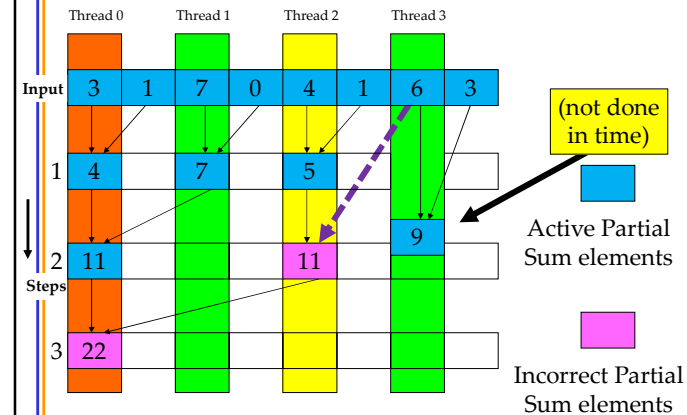 Thread 0 Thread 1 Thread 2 Thread 3
Input 3 1 7 0 4 1 6 3
(not done
in time)
1 4 7 5
9
Active Partial
Sum elements
2 11 11
Steps
3 22
Incorrect Partial
Sum elements